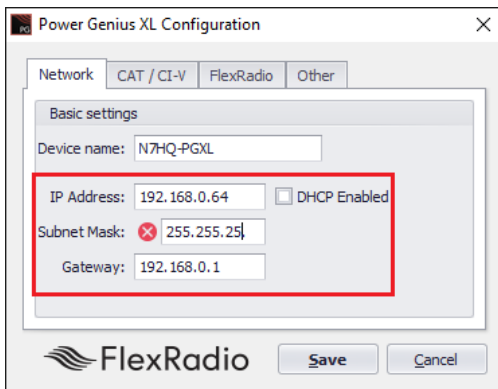 PG
Power Genius XL Configuration
Network CAT / CI-V FlexRadio Other
Basic settings
Device name: N7HQ-PGXL
IP Address: 192.168.0.64 DHCP Enabled
Subnet Mask: 255.255.25,
Gateway: 192.168.0.1
FlexRadio Save Cancel